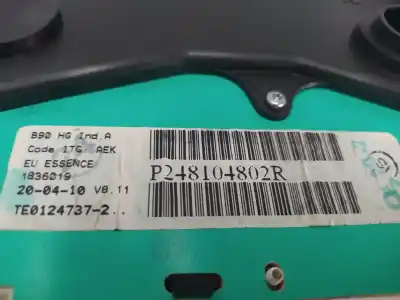 B90 HG Ind.A
Code ITG: AEK
EU ESSENCE
1836019
20-04-10 V8.11
TE0124737-2..
P248104802R